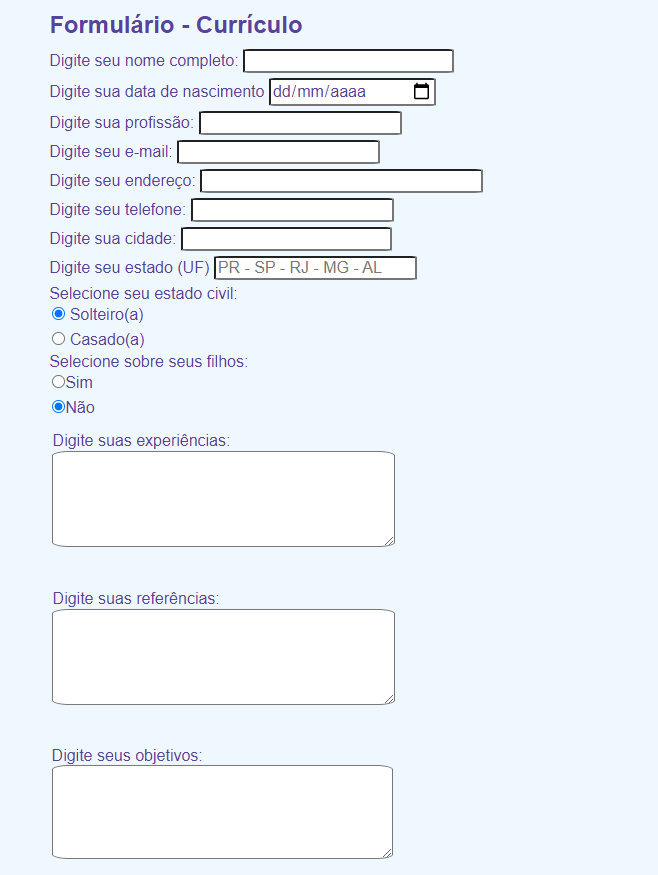 Formulário - Currículo
Digite seu nome completo:
Digite sua data de nascimento dd/mm/aaaa
Digite sua profissão:
Digite seu e-mail:
Digite seu endereço:
Digite seu telefone:
Digite sua cidade:
Digite seu estado (UF) PR - SP - RJ - MG - AL
Selecione seu estado civil:
Solteiro(a)
Casado(a)
Selecione sobre seus filhos:
Sim
Não
Digite suas experiências:
Digite suas referências:
Digite seus objetivos: